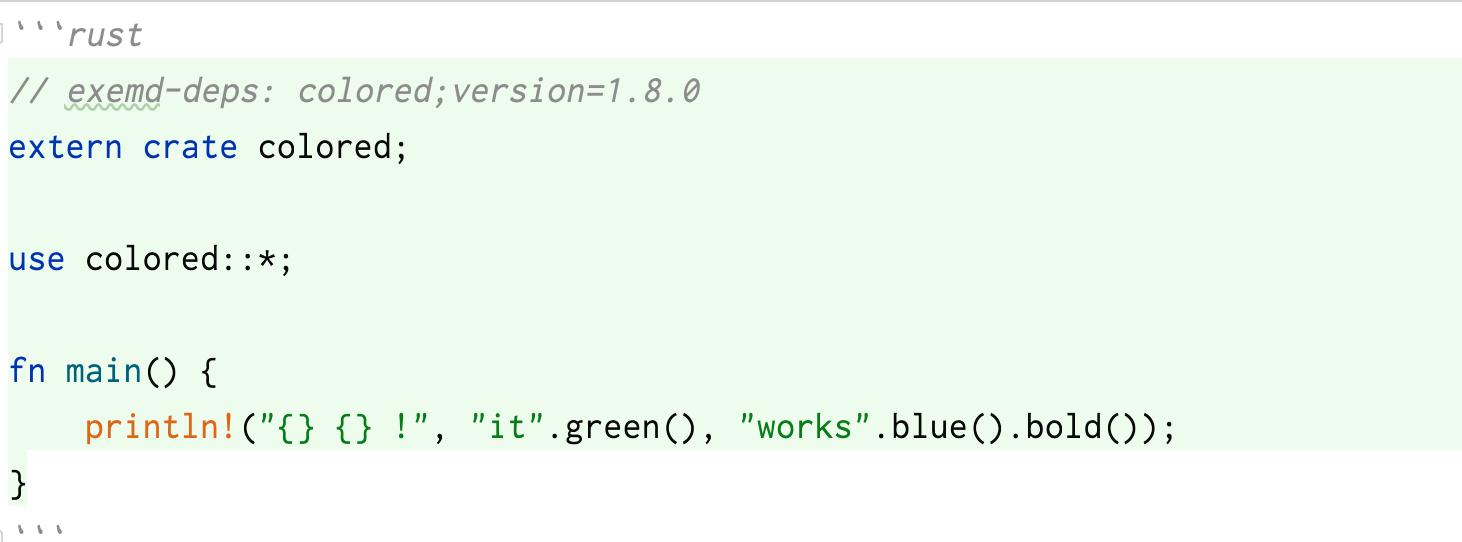 ```rust
// exemd-deps: colored;version=1.8.0
extern crate colored;
use colored::*;
fn main() {
    println!("{} {} !", "it".green(), "works".blue().bold());
}
```